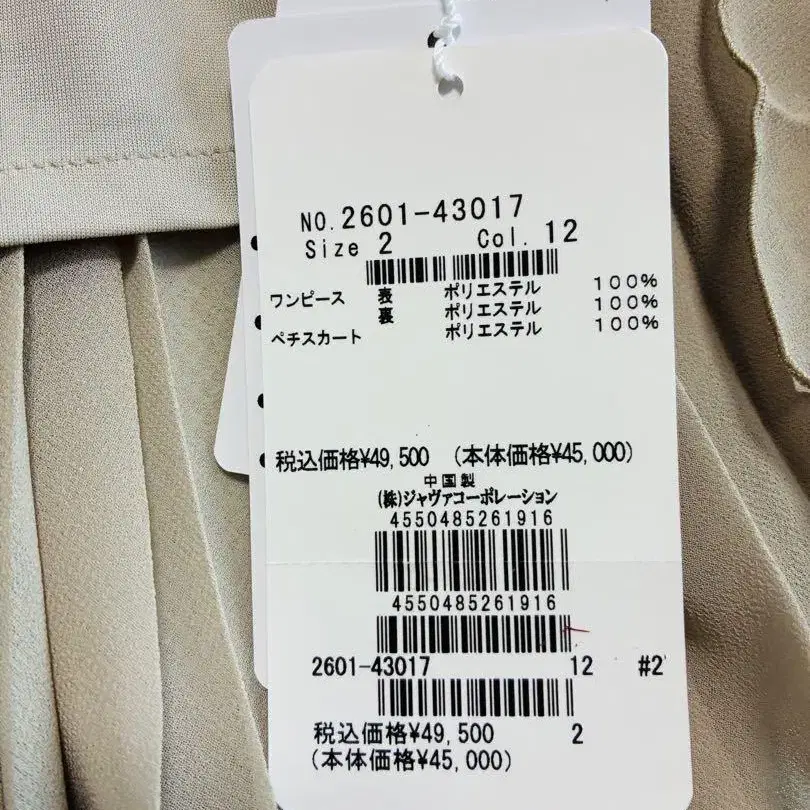 NO. 2601-43017
Size 2 Col. 12
ワンピース 表 ポリエステル 100%
裏 ポリエステル 100%
ペチスカート ポリエステル 100%
税込価格¥49,500 (本体価格¥45,000)
中国製
(株)ジャヴァコーポレーション
4550485261916
4550485261916
2601-43017 12 #2
税込価格¥49,500 2
(本体価格¥45,000)